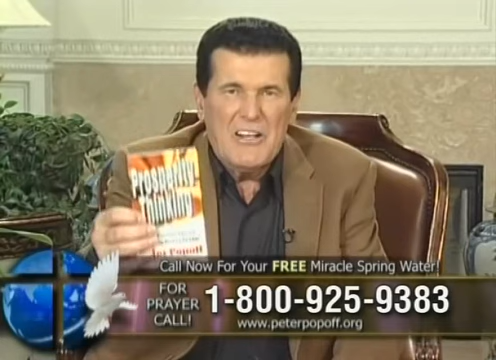 Prosperity
Thinking
Popoff
Call Now For Your FREE Miracle Spring Water!
FOR
PRAYER
CALL!
1-800-925-9383
www.peterpopoff.org